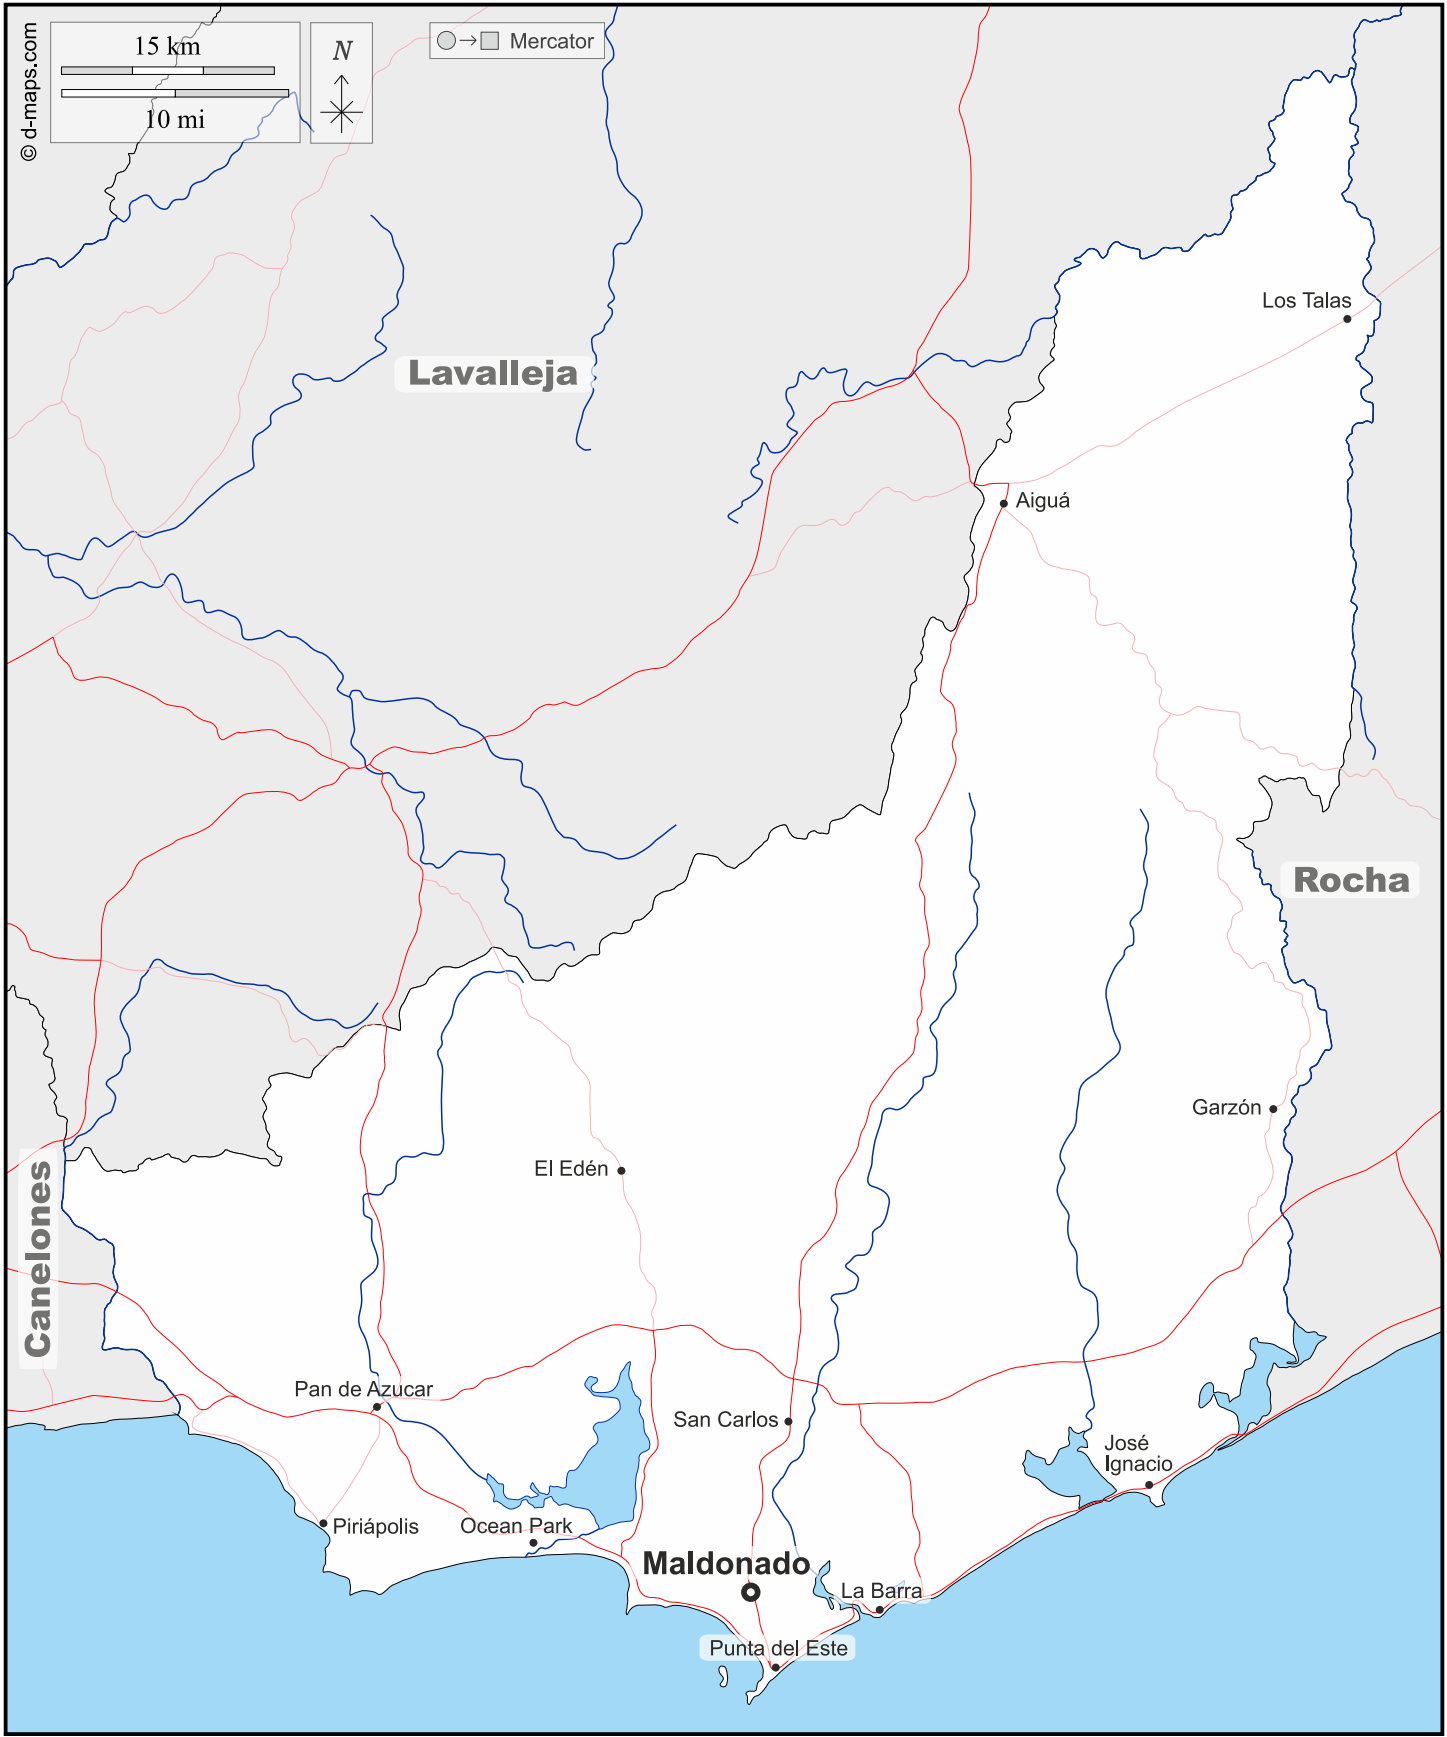 © d-maps.com
15 km
10 mi
N
Mercator
Los Talas
Lavalleja
Aiguá
Rocha
Garzón
El Edén
Canelones
Pan de Azucar
San Carlos
José
Ignacio
Piriápolis
Ocean Park
Maldonado
La Barra
Punta del Este